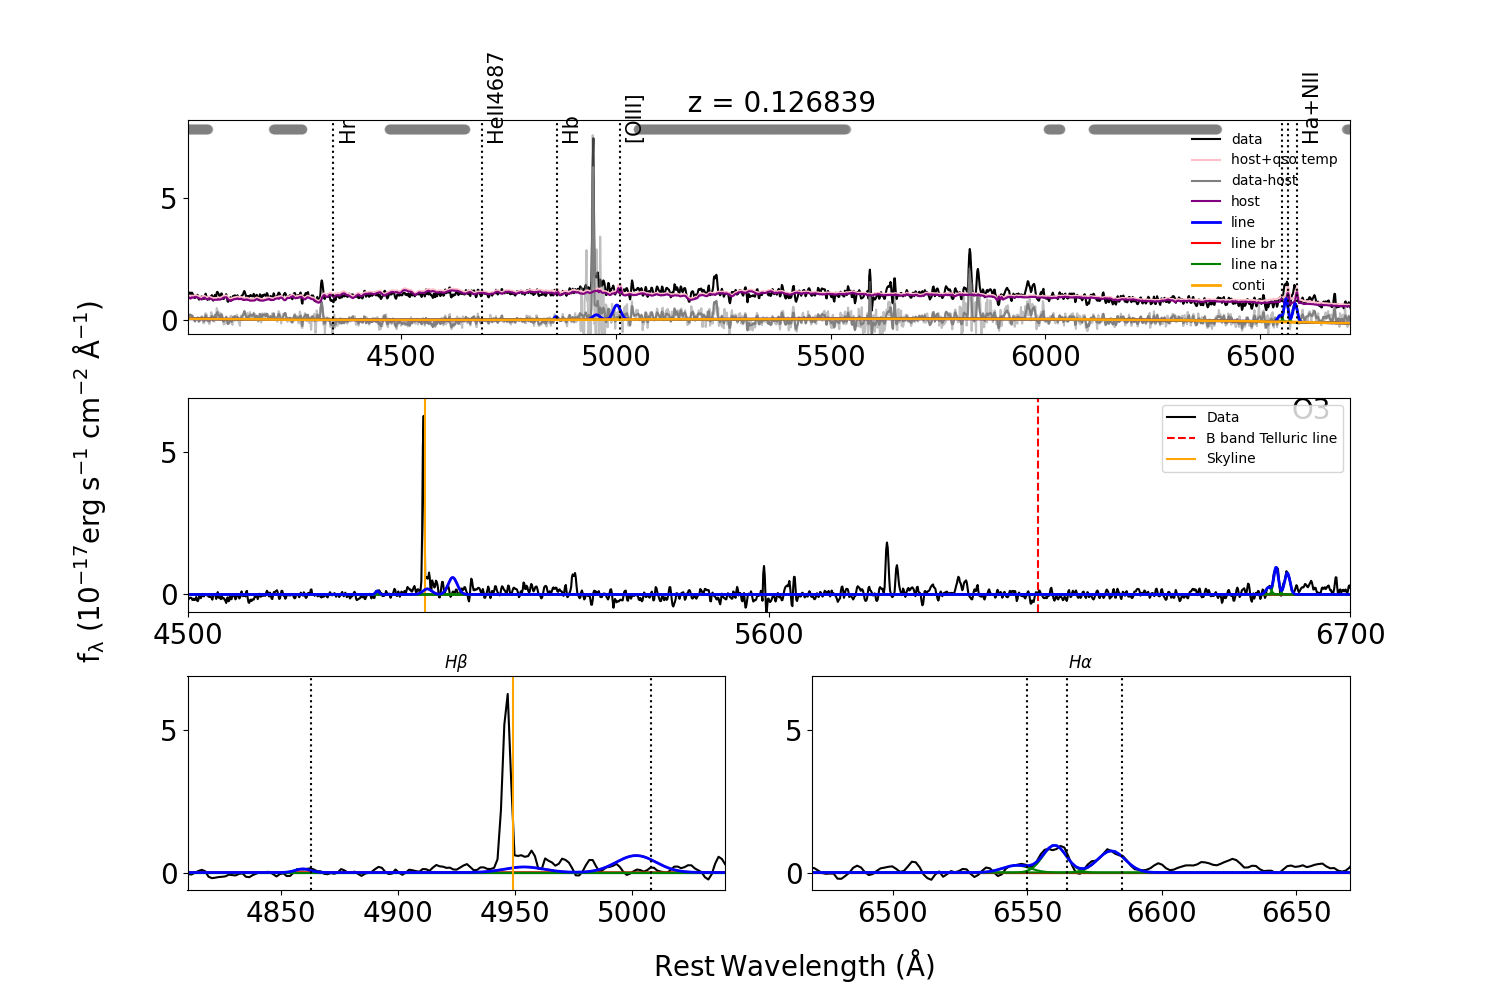 z = 0.126839
Hr
HeII4687
Hb
[OIII]
Ha+NII
data
host+qso temp
data-host
host
line
line br
line na
conti
5
0
4500
5000
5500
6000
6500
O3
Data
B band Telluric line
Skyline
5
0
4500
5600
6700
fλ (10⁻¹⁷erg s⁻¹ cm⁻² Å⁻¹)
Hβ
Hα
5
0
4850
4900
4950
5000
5
0
6500
6550
6600
6650
Rest Wavelength (Å)